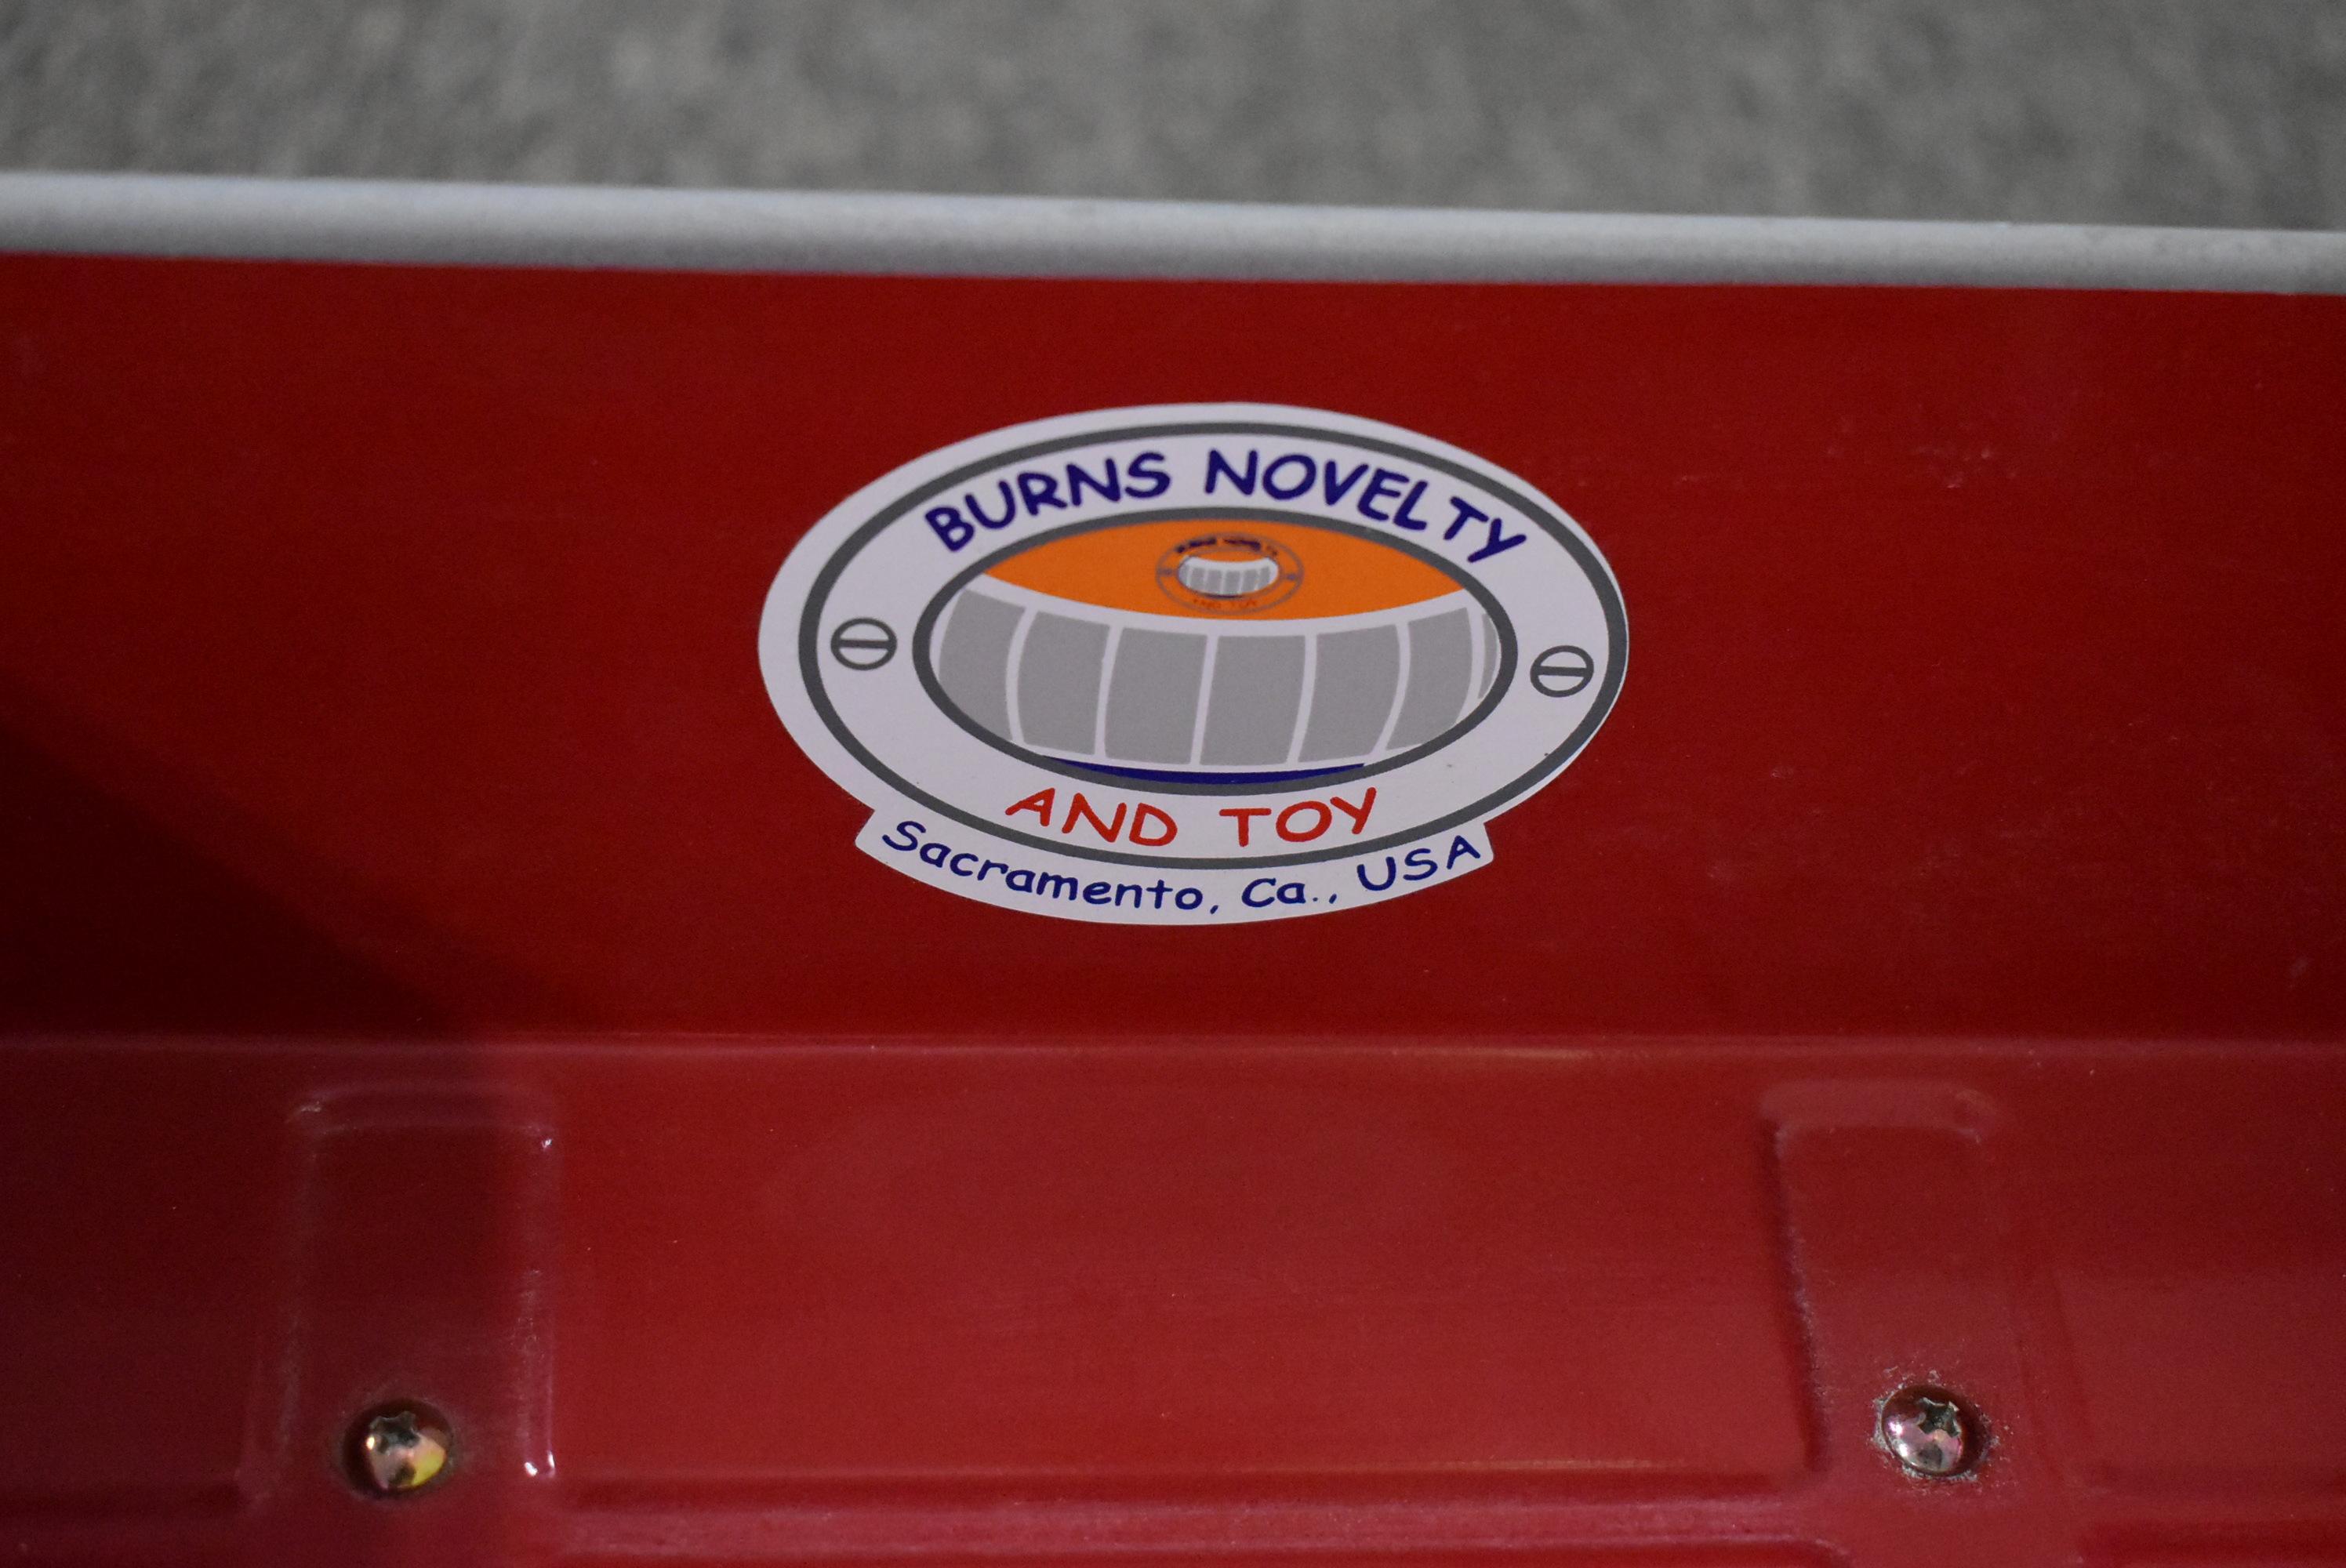 BURNS NOVELTY
AND TOY
Sacramento, Ca., USA